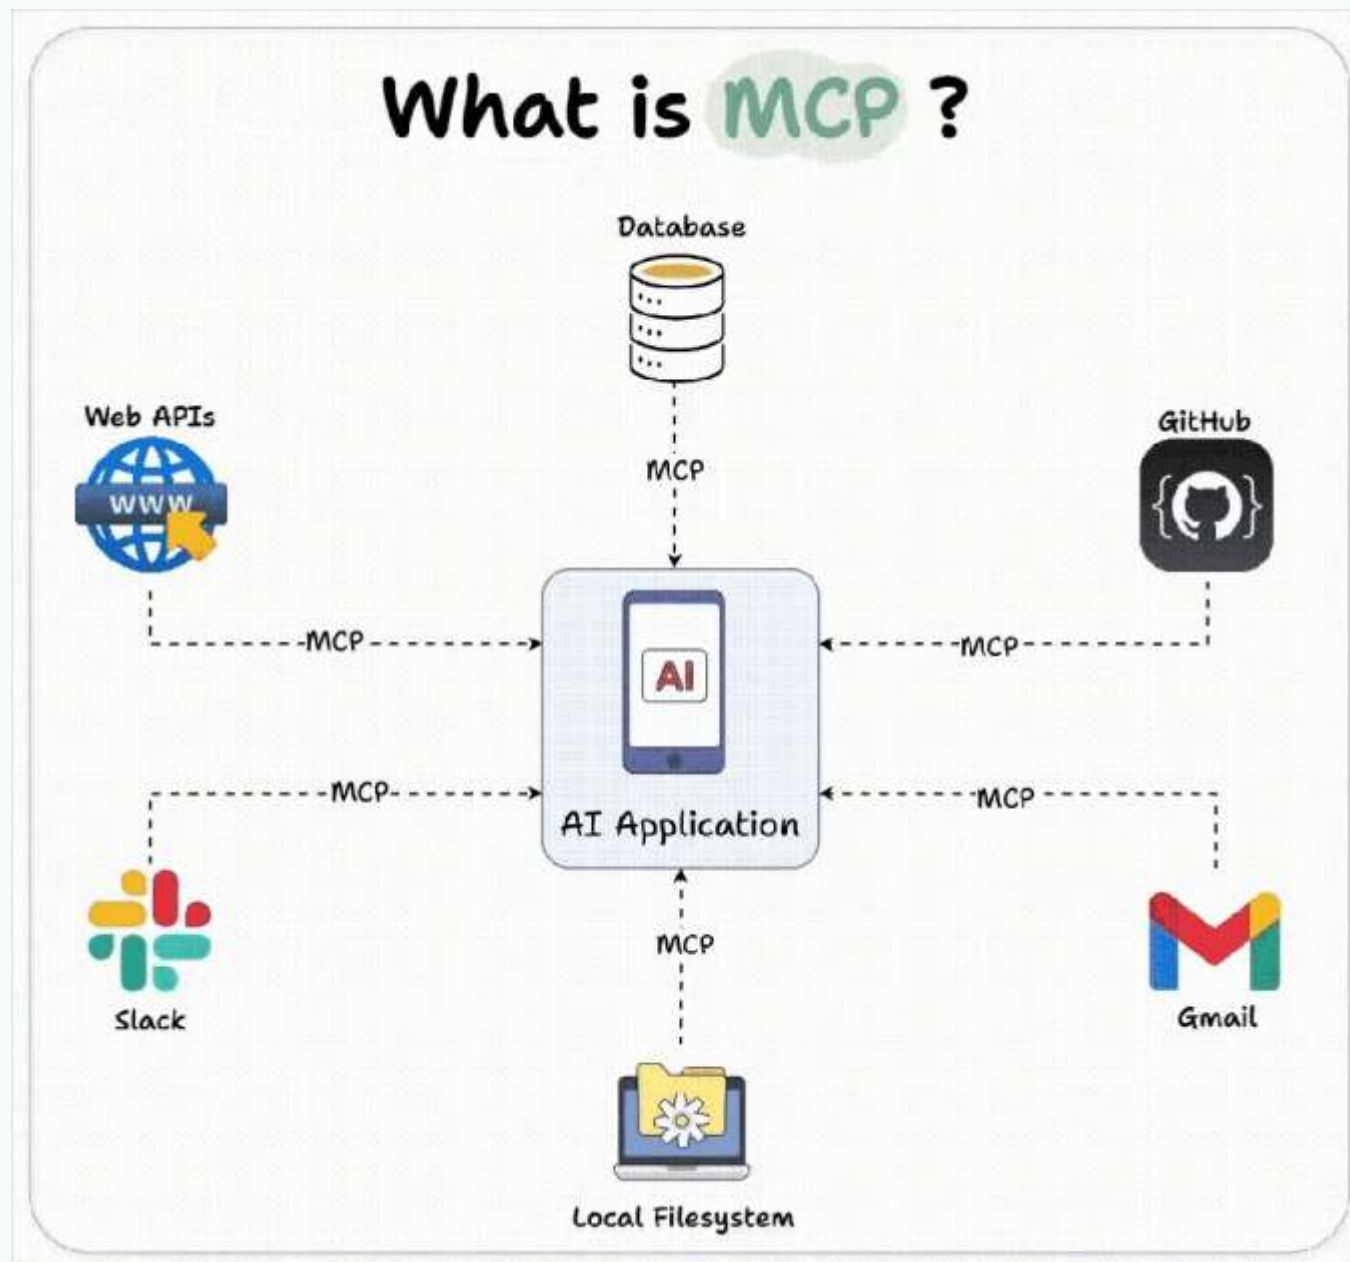 What is MCP ?
Database
Web APIs
WWW
GitHub
MCP
MCP
MCP
AI
MCP
MCP
AI Application
MCP
Slack
Gmail
Local Filesystem